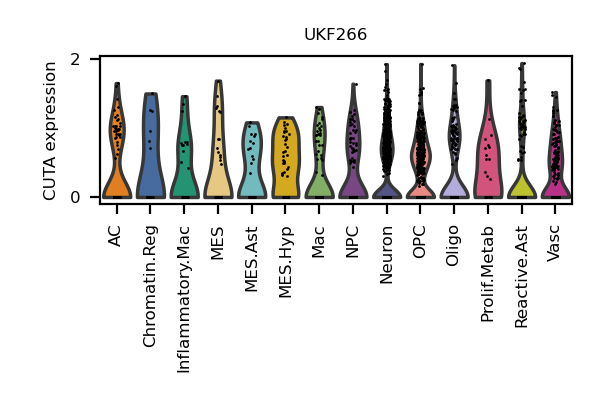 UKF266
CUTA expression
2
0
AC
Chromatin.Reg
Inflammatory.Mac
MES
MES.Ast
MES.Hyp
Mac
NPC
Neuron
OPC
Oligo
Prolif.Metab
Reactive.Ast
Vasc